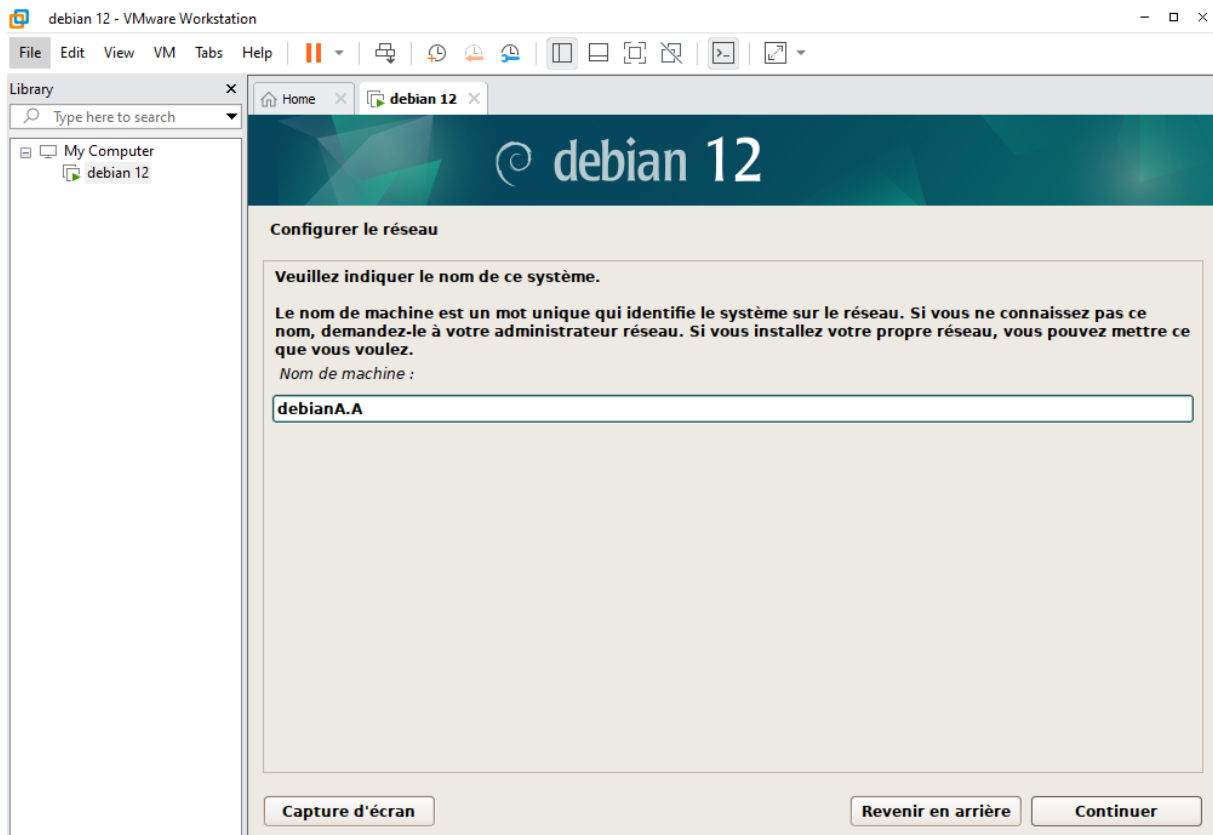 debian 12 - VMware Workstation
File Edit View VM Tabs Help
Library
Type here to search
My Computer
debian 12
Home
debian 12
debian 12
Configurer le réseau
Veuillez indiquer le nom de ce système.
Le nom de machine est un mot unique qui identifie le système sur le réseau. Si vous ne connaissez pas ce
nom, demandez-le à votre administrateur réseau. Si vous installez votre propre réseau, vous pouvez mettre ce
que vous voulez.
Nom de machine :
debianA.A
Capture d'écran
Revenir en arrière
Continuer